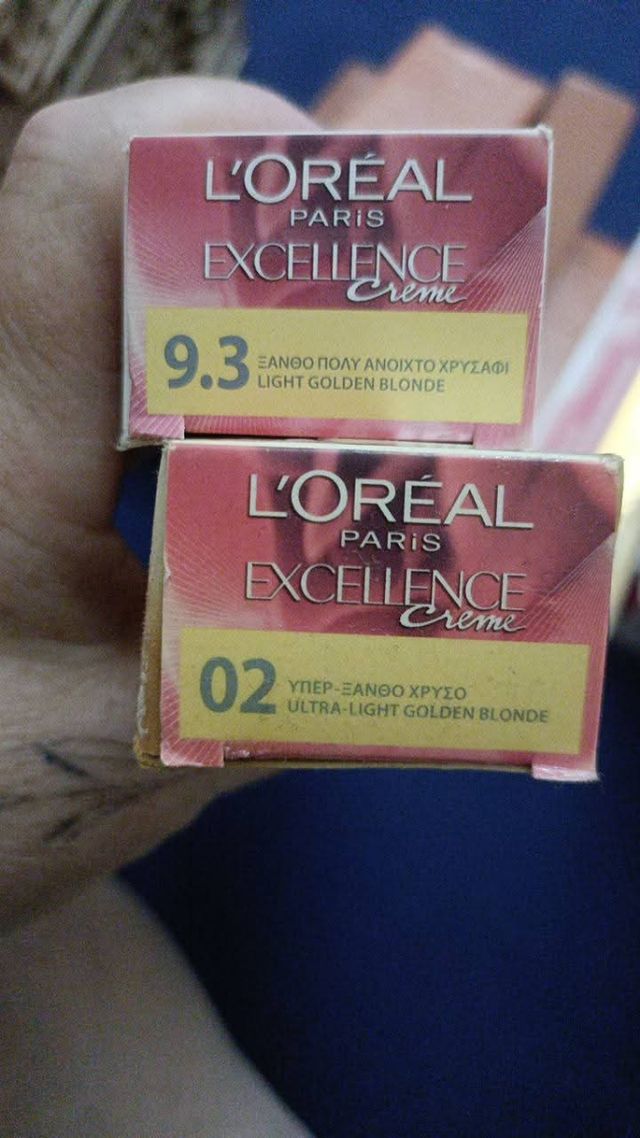 L'ORÉAL
PARiS
EXCELLENCE
Creme
9.3
ΞΑΝΘΟ ΠΟΛΥ ΑΝΟΙΧΤΟ ΧΡΥΣΑΦΙ
LIGHT GOLDEN BLONDE
L'ORÉAL
PARiS
EXCELLENCE
Creme
02
ΥΠΕΡ-ΞΑΝΘΟ ΧΡΥΣΟ
ULTRA-LIGHT GOLDEN BLONDE